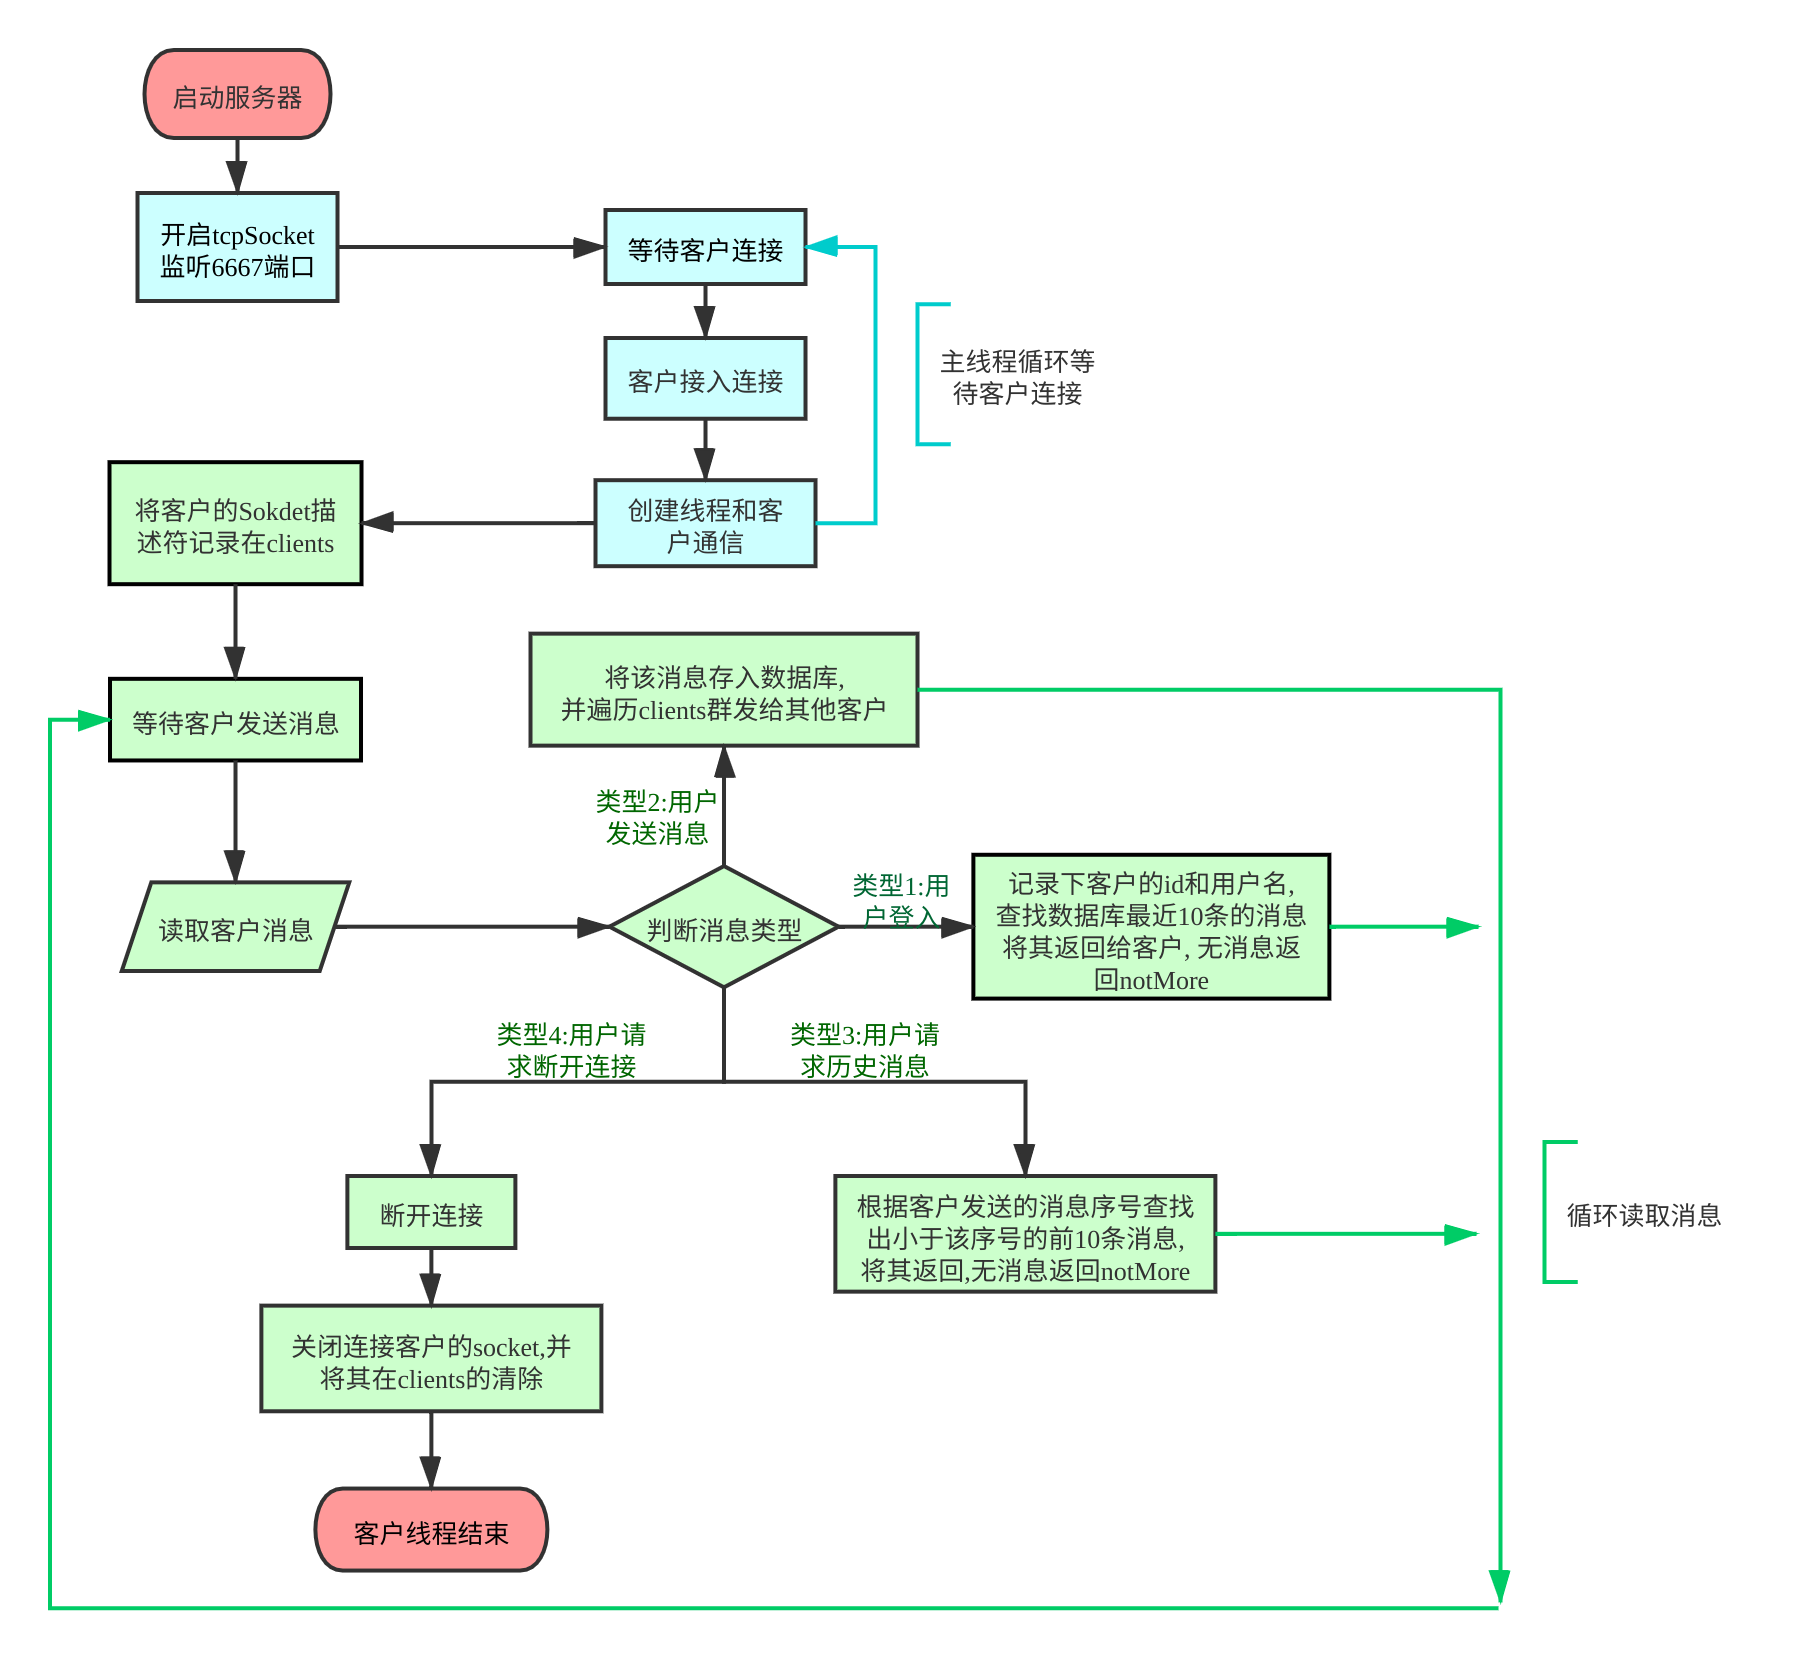 启动服务器
开启tcpSocket
监听6667端口
等待客户连接
客户接入连接
主线程循环等
待客户连接
创建线程和客
户通信
将客户的Sokdet描
述符记录在clients
将该消息存入数据库,
并遍历clients群发给其他客户
等待客户发送消息
类型2:用户
发送消息
读取客户消息
判断消息类型
类型1:用
户登入
记录下客户的id和用户名,
查找数据库最近10条的消息
将其返回给客户, 无消息返
回notMore
类型4:用户请
求断开连接
类型3:用户请
求历史消息
断开连接
根据客户发送的消息序号查找
出小于该序号的前10条消息,
将其返回,无消息返回notMore
循环读取消息
关闭连接客户的socket,并
将其在clients的清除
客户线程结束